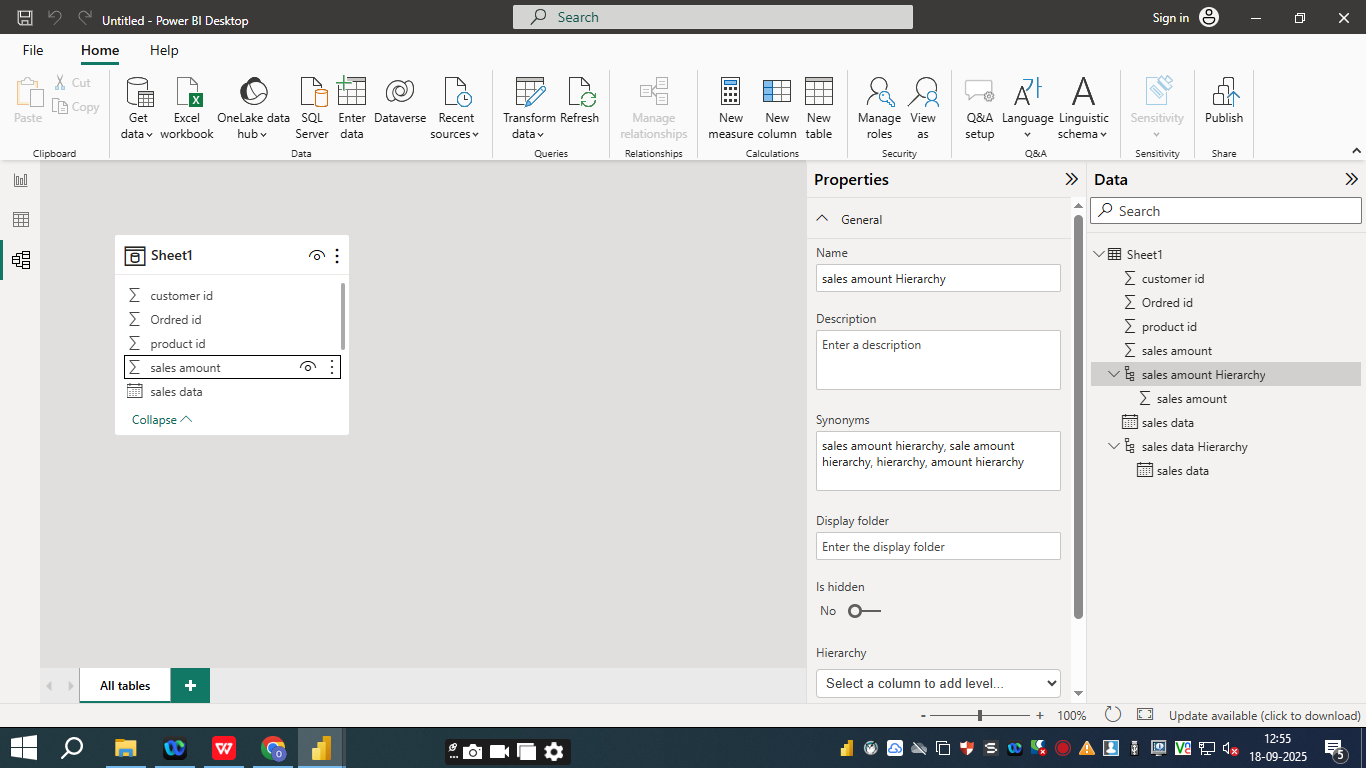 Untitled - Power BI Desktop
Search
Sign in
File
Home
Help
Paste
Cut
Copy
Clipboard
Get data
Excel workbook
OneLake data hub
SQL Server
Enter data
Dataverse
Recent sources
Data
Transform data
Refresh
Queries
Manage relationships
Relationships
New measure
New column
New table
Calculations
Manage roles
View as
Security
Q&A setup
Language
Linguistic schema
Q&A
Sensitivity
Sensitivity
Publish
Share
Sheet1
customer id
Ordred id
product id
sales amount
sales data
Collapse
Properties
General
Name
sales amount Hierarchy
Description
Enter a description
Synonyms
sales amount hierarchy, sale amount
hierarchy, hierarchy, amount hierarchy
Display folder
Enter the display folder
Is hidden
No
Hierarchy
Select a column to add level...
Data
Search
Sheet1
customer id
Ordred id
product id
sales amount
sales amount Hierarchy
sales amount
sales data
sales data Hierarchy
sales data
All tables
100%
Update available (click to download)
12:55
18-09-2025
5